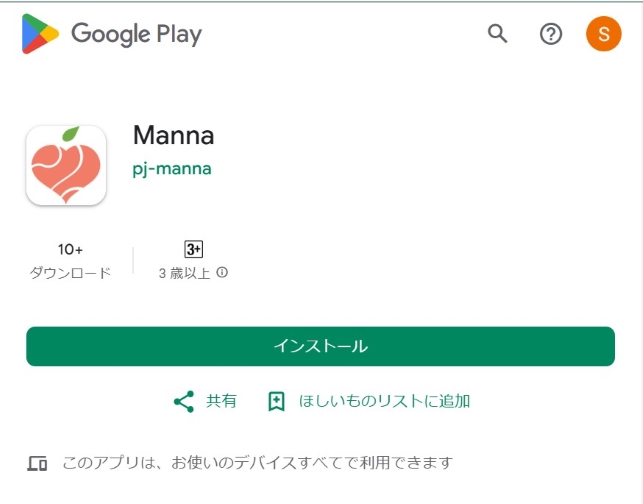 Google Play
S
Manna
pj-manna
10+
ダウンロード
3+
3 歳以上
インストール
共有
ほしいものリストに追加
このアプリは、お使いのデバイスすべてで利用できます